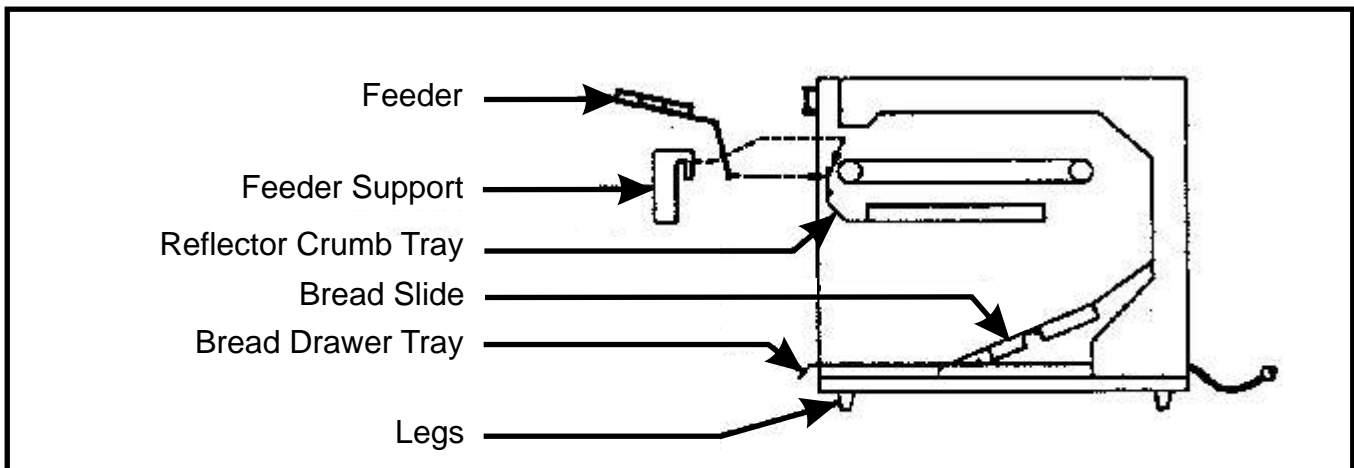 Feeder
Feeder Support
Reflector Crumb Tray
Bread Slide
Bread Drawer Tray
Legs